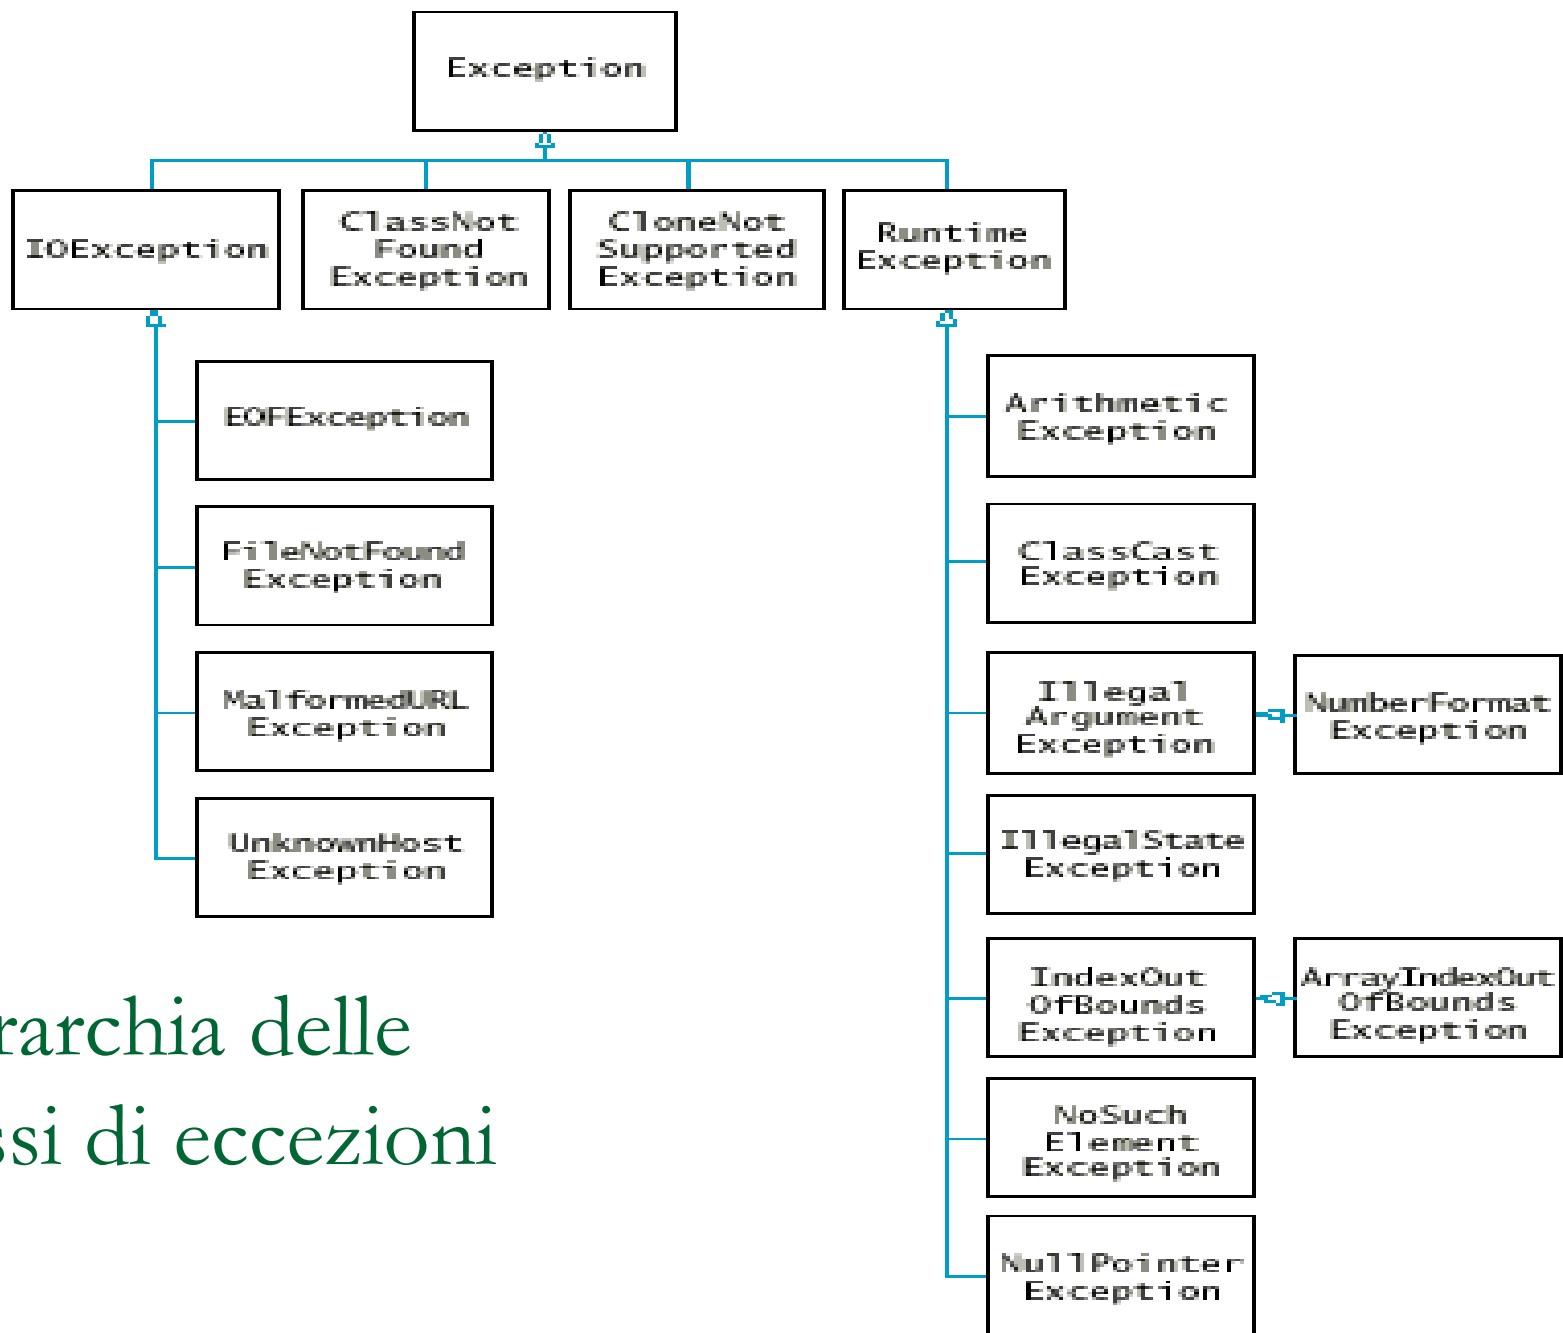 Exception
IOException
ClassNot
Found
Exception
CloneNot
Supported
Exception
Runtime
Exception
EOFException
FileNotFound
Exception
MalformedURL
Exception
UnknownHost
Exception
Arithmetic
Exception
ClassCast
Exception
Illegal
Argument
Exception
NumberFormat
Exception
IllegalState
Exception
IndexOut
OfBounds
Exception
ArrayIndexOut
OfBounds
Exception
NoSuch
Element
Exception
NullPointer
Exception
rarchia delle
ssi di eccezioni